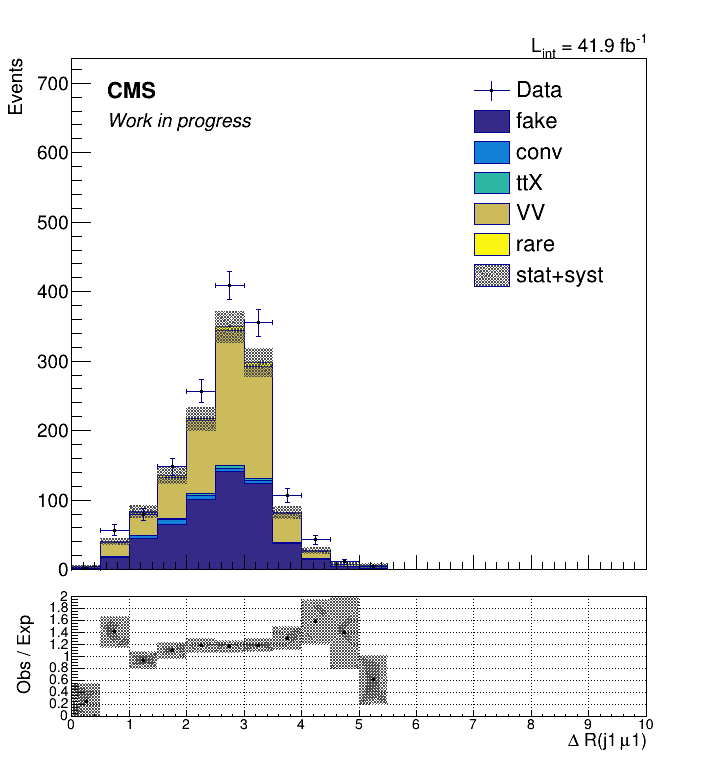 L_int = 41.9 fb^-1
Events
700
600
500
400
300
200
100
0
CMS
Work in progress
Data
fake
conv
ttX
VV
rare
stat+syst
Obs / Exp
2
1.8
1.6
1.4
1.2
1
0.8
0.6
0.4
0.2
0
0 1 2 3 4 5 6 7 8 9 10
Δ R(j1 μ1)